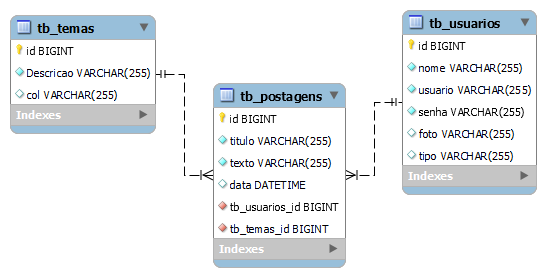 tb_temas
id BIGINT
Descricao VARCHAR(255)
col VARCHAR(255)
Indexes
tb_postagens
id BIGINT
titulo VARCHAR(255)
texto VARCHAR(255)
data DATETIME
tb_usuarios_id BIGINT
tb_temas_id BIGINT
Indexes
tb_usuarios
id BIGINT
nome VARCHAR(255)
usuario VARCHAR(255)
senha VARCHAR(255)
foto VARCHAR(255)
tipo VARCHAR(255)
Indexes